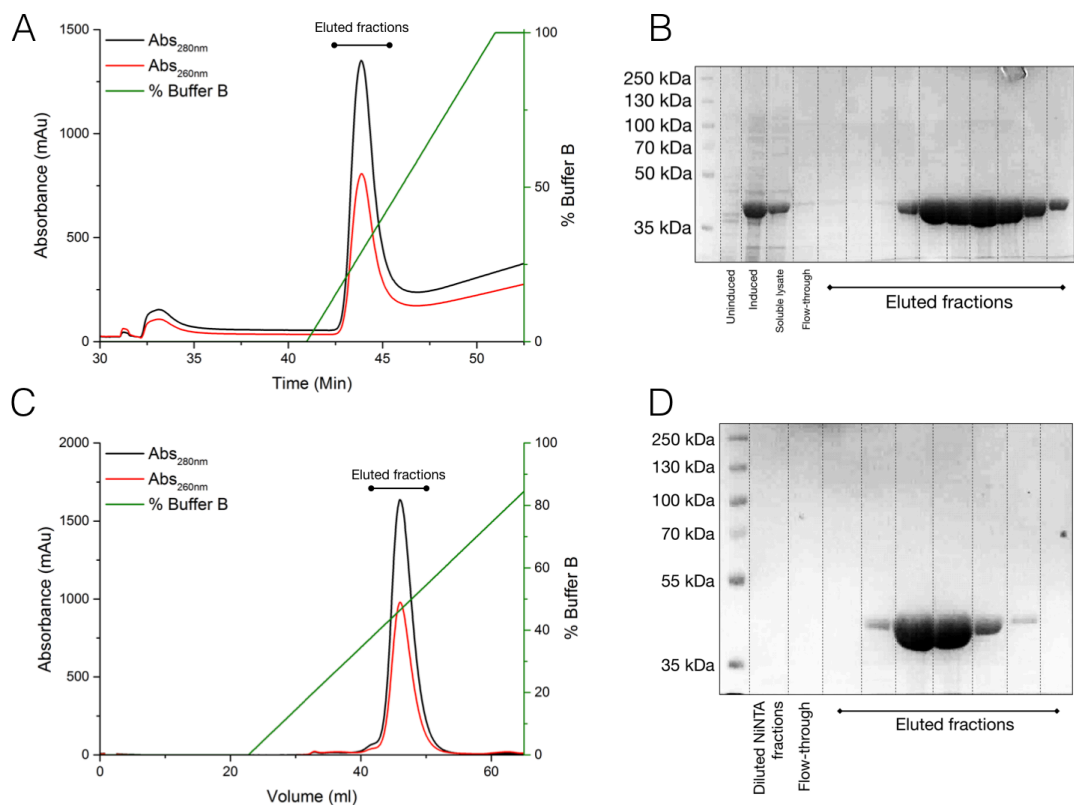 A
Eluted fractions
Abs280nm
Abs260nm
% Buffer B
1500
1000
500
0
Absorbance (mAu)
100
50
0
% Buffer B
30
35
40
45
50
Time (Min)
B
250 kDa
130 kDa
100 kDa
70 kDa
50 kDa
35 kDa
Uninduced
Induced
Soluble lysate
Flow-through
Eluted fractions
C
Eluted fractions
Abs280nm
Abs260nm
% Buffer B
2000
1500
1000
500
0
Absorbance (mAu)
100
80
60
40
20
0
% Buffer B
0
20
40
60
Volume (ml)
D
250 kDa
130 kDa
100 kDa
70 kDa
55 kDa
35 kDa
Diluted NiNTA
fractions
Flow-through
Eluted fractions